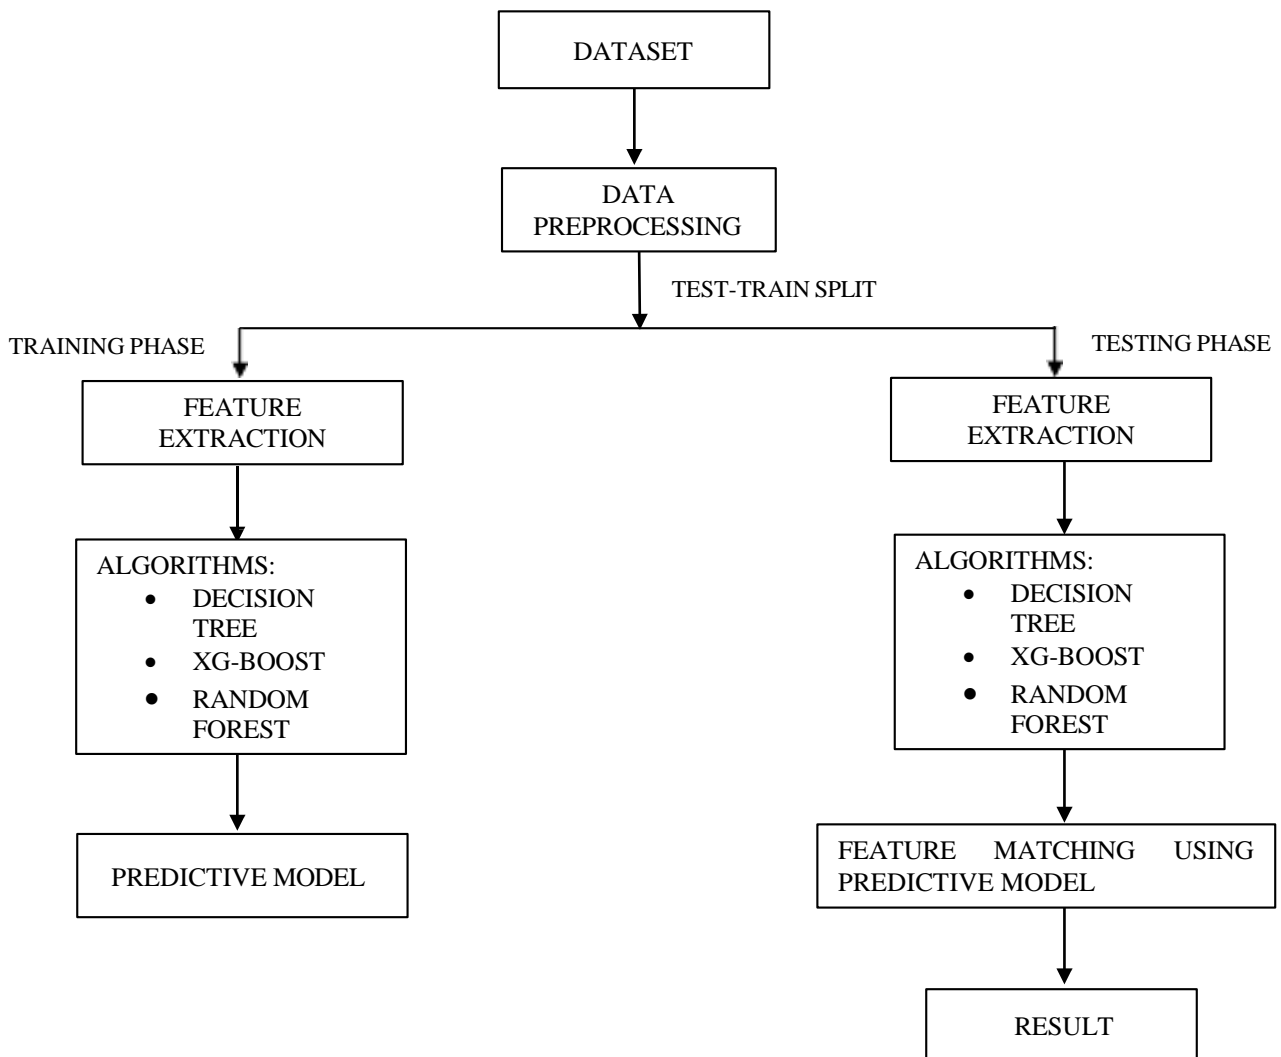 DATASET
DATA
PREPROCESSING
TEST-TRAIN SPLIT
TRAINING PHASE
FEATURE
EXTRACTION
ALGORITHMS:
• DECISION
TREE
• XG-BOOST
• RANDOM
FOREST
PREDICTIVE MODEL
TESTING PHASE
FEATURE
EXTRACTION
ALGORITHMS:
• DECISION
TREE
• XG-BOOST
• RANDOM
FOREST
FEATURE MATCHING USING
PREDICTIVE MODEL
RESULT